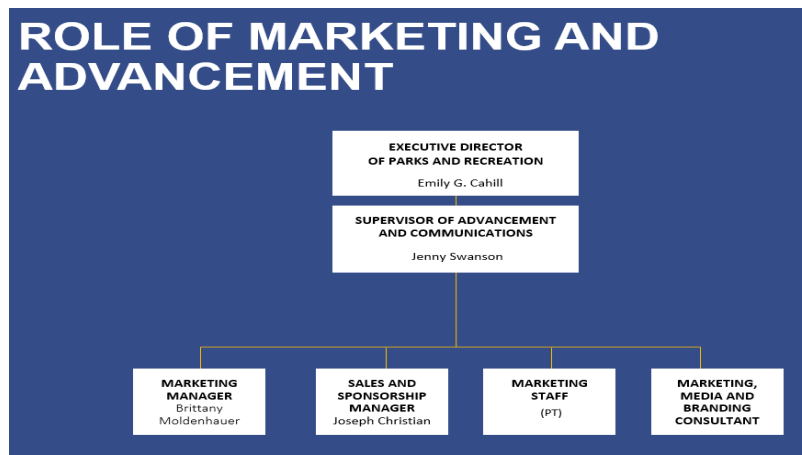 ROLE OF MARKETING AND
ADVANCEMENT
EXECUTIVE DIRECTOR
OF PARKS AND RECREATION
Emily G. Cahill
SUPERVISOR OF ADVANCEMENT
AND COMMUNICATIONS
Jenny Swanson
MARKETING
MANAGER
Brittany
Moldenhauer
SALES AND
SPONSORSHIP
MANAGER
Joseph Christian
MARKETING
STAFF
(PT)
MARKETING,
MEDIA AND
BRANDING
CONSULTANT